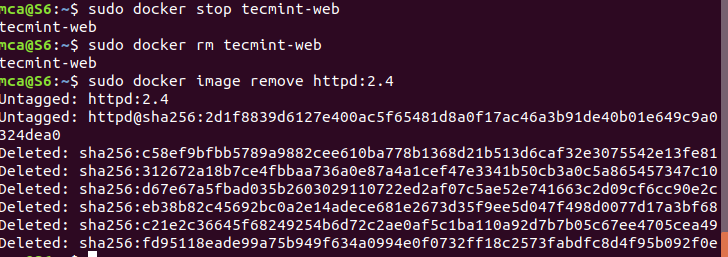 mca@S6:~$ sudo docker stop tecmint-web
tecmint-web
mca@S6:~$ sudo docker rm tecmint-web
tecmint-web
mca@S6:~$ sudo docker image remove httpd:2.4
Untagged: httpd:2.4
Untagged: httpd@sha256:2d1f8839d6127e400ac5f65481d8a0f17ac46a3b91de40b01e649c9a0
324dea0
Deleted: sha256:c58ef9bfbb5789a9882cee610ba778b1368d21b513d6caf32e3075542e13fe81
Deleted: sha256:312672a18b7ce4fbbaa736a0e87a4a1cef47e3341b50cb3a0c5a865457347c10
Deleted: sha256:d67e67a5fbad035b2603029110722ed2af07c5ae52e741663c2d09cf6cc90e2c
Deleted: sha256:eb38b82c45692bc0a2e14adece681e2673d35f9ee5d047f498d0077d17a3bf68
Deleted: sha256:c21e2c36645f68249254b6d72c2ae0af5c1ba110a92d7b7b05c67ee4705cea49
Deleted: sha256:fd95118eade99a75b949f634a0994e0f0732ff18c2573fabdfc8d4f95b092f0e